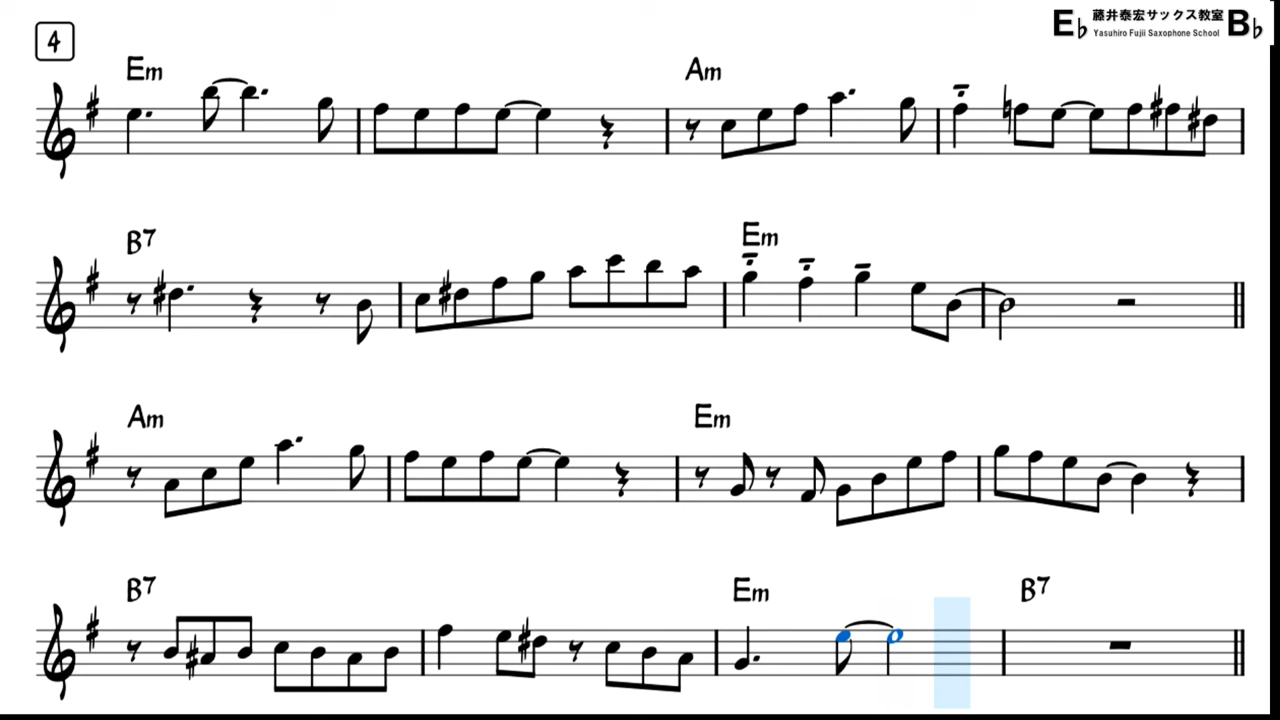 E♭ 藤井泰宏サックス教室 B♭
Yasuhiro Fujii Saxophone School
4
Em Am
B7 Em
Am Em
B7 Em B7